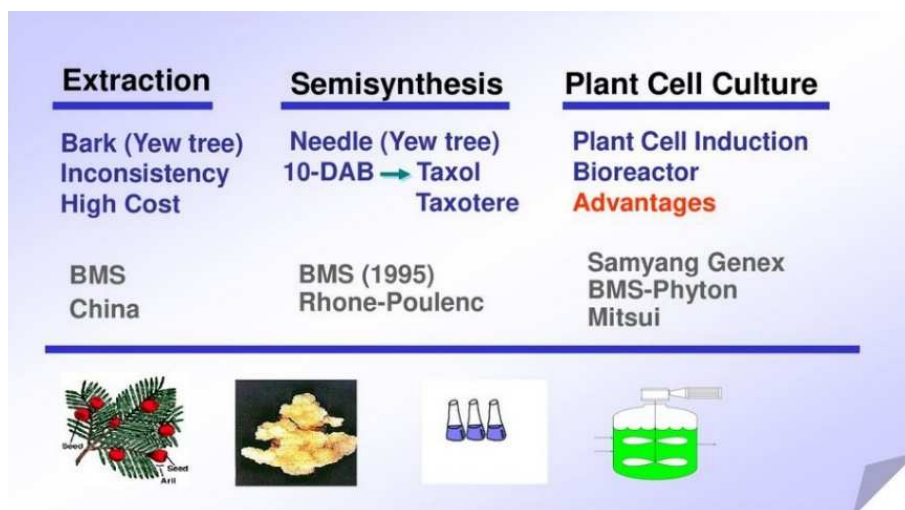 Extraction
Bark (Yew tree)
Inconsistency
High Cost
BMS
China
Semisynthesis
Needle (Yew tree)
10-DAB → Taxol
Taxotere
BMS (1995)
Rhone-Poulenc
Plant Cell Culture
Plant Cell Induction
Bioreactor
Advantages
Samyang Genex
BMS-Phyton
Mitsui
Seed
Seed
Aril